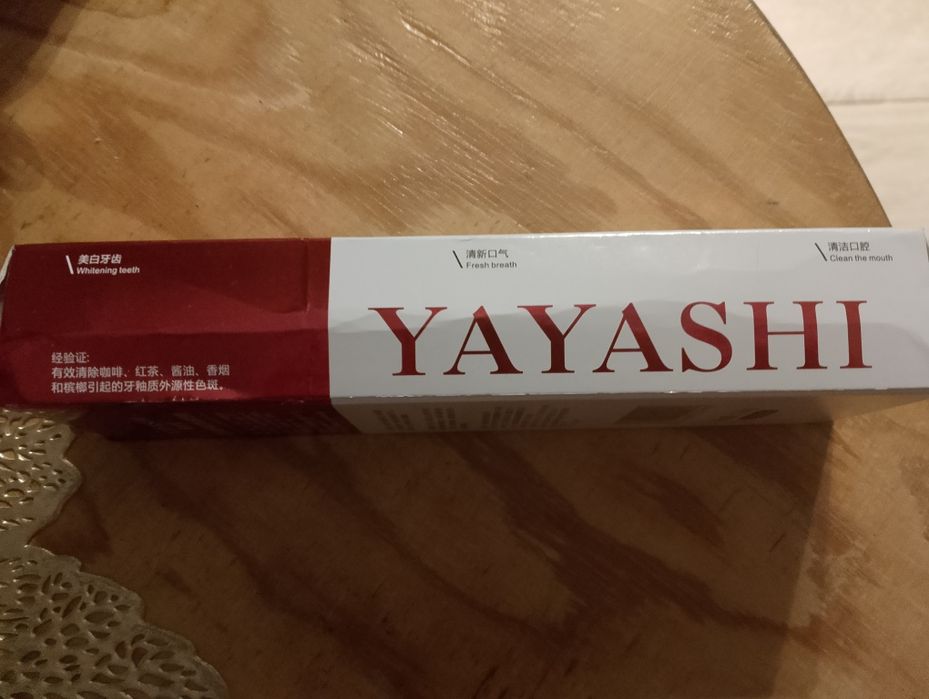 美白牙齿
Whitening teeth
清新口气
Fresh breath
清洁口腔
Clean the mouth
YAYASHI
经验证:
有效清除咖啡、红茶、酱油、香烟
和槟榔引起的牙釉质外源性色斑。